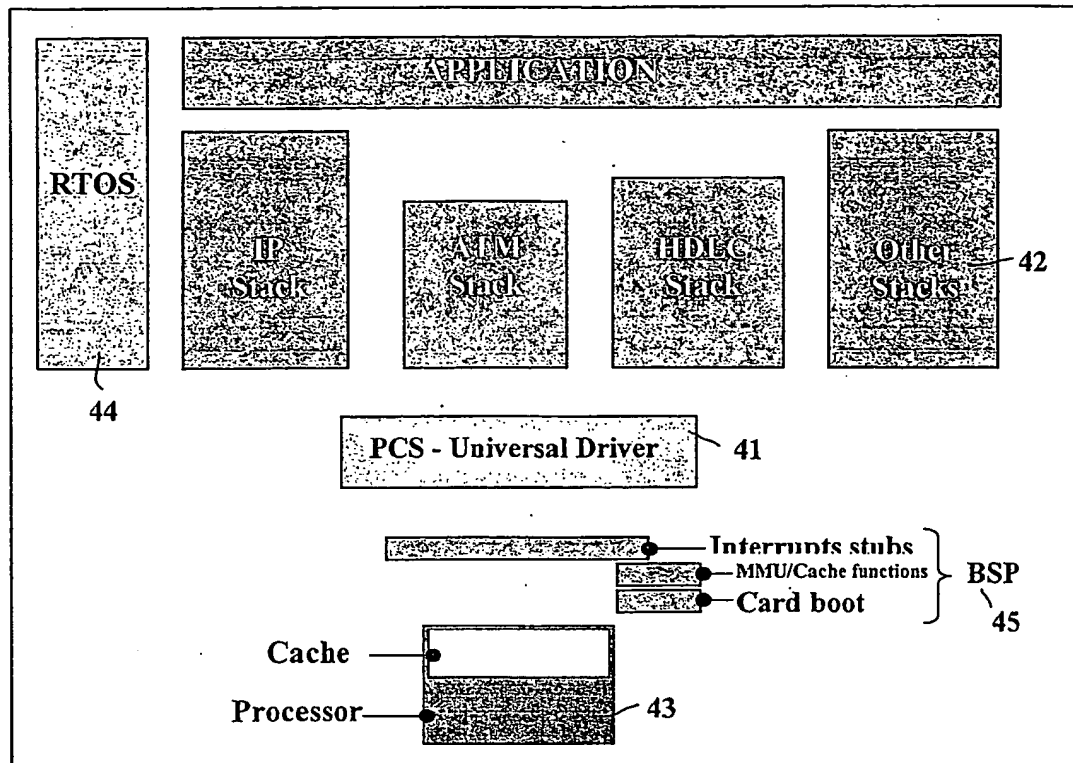 APPLICATION
RTOS
IP
Stack
ATM
Stack
HDLC
Stack
Other
Stacks
42
44
PCS - Universal Driver
41
Interrupts stubs
MMU/Cache functions
Card boot
BSP
45
Cache
Processor
43